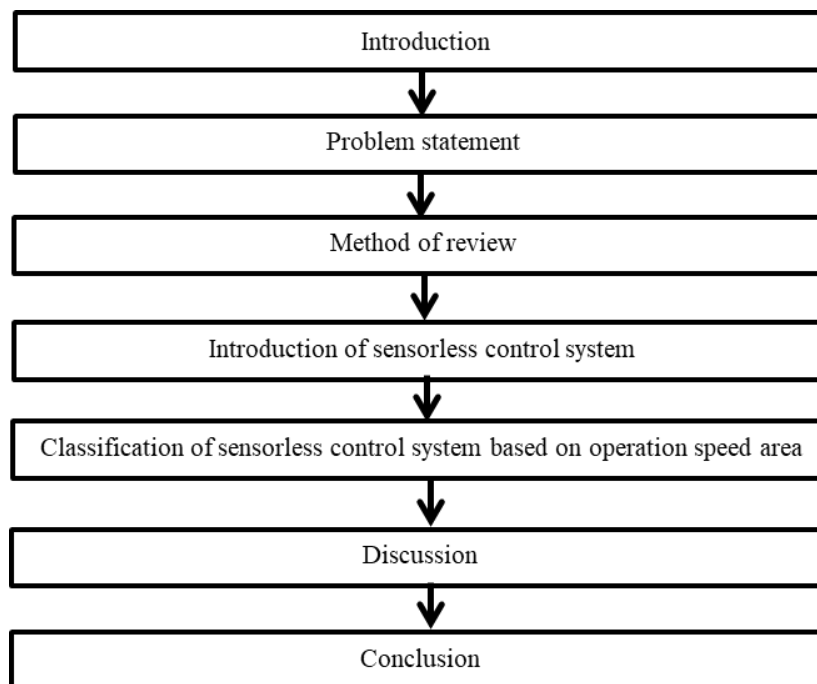 Introduction
Problem statement
Method of review
Introduction of sensorless control system
Classification of sensorless control system based on operation speed area
Discussion
Conclusion